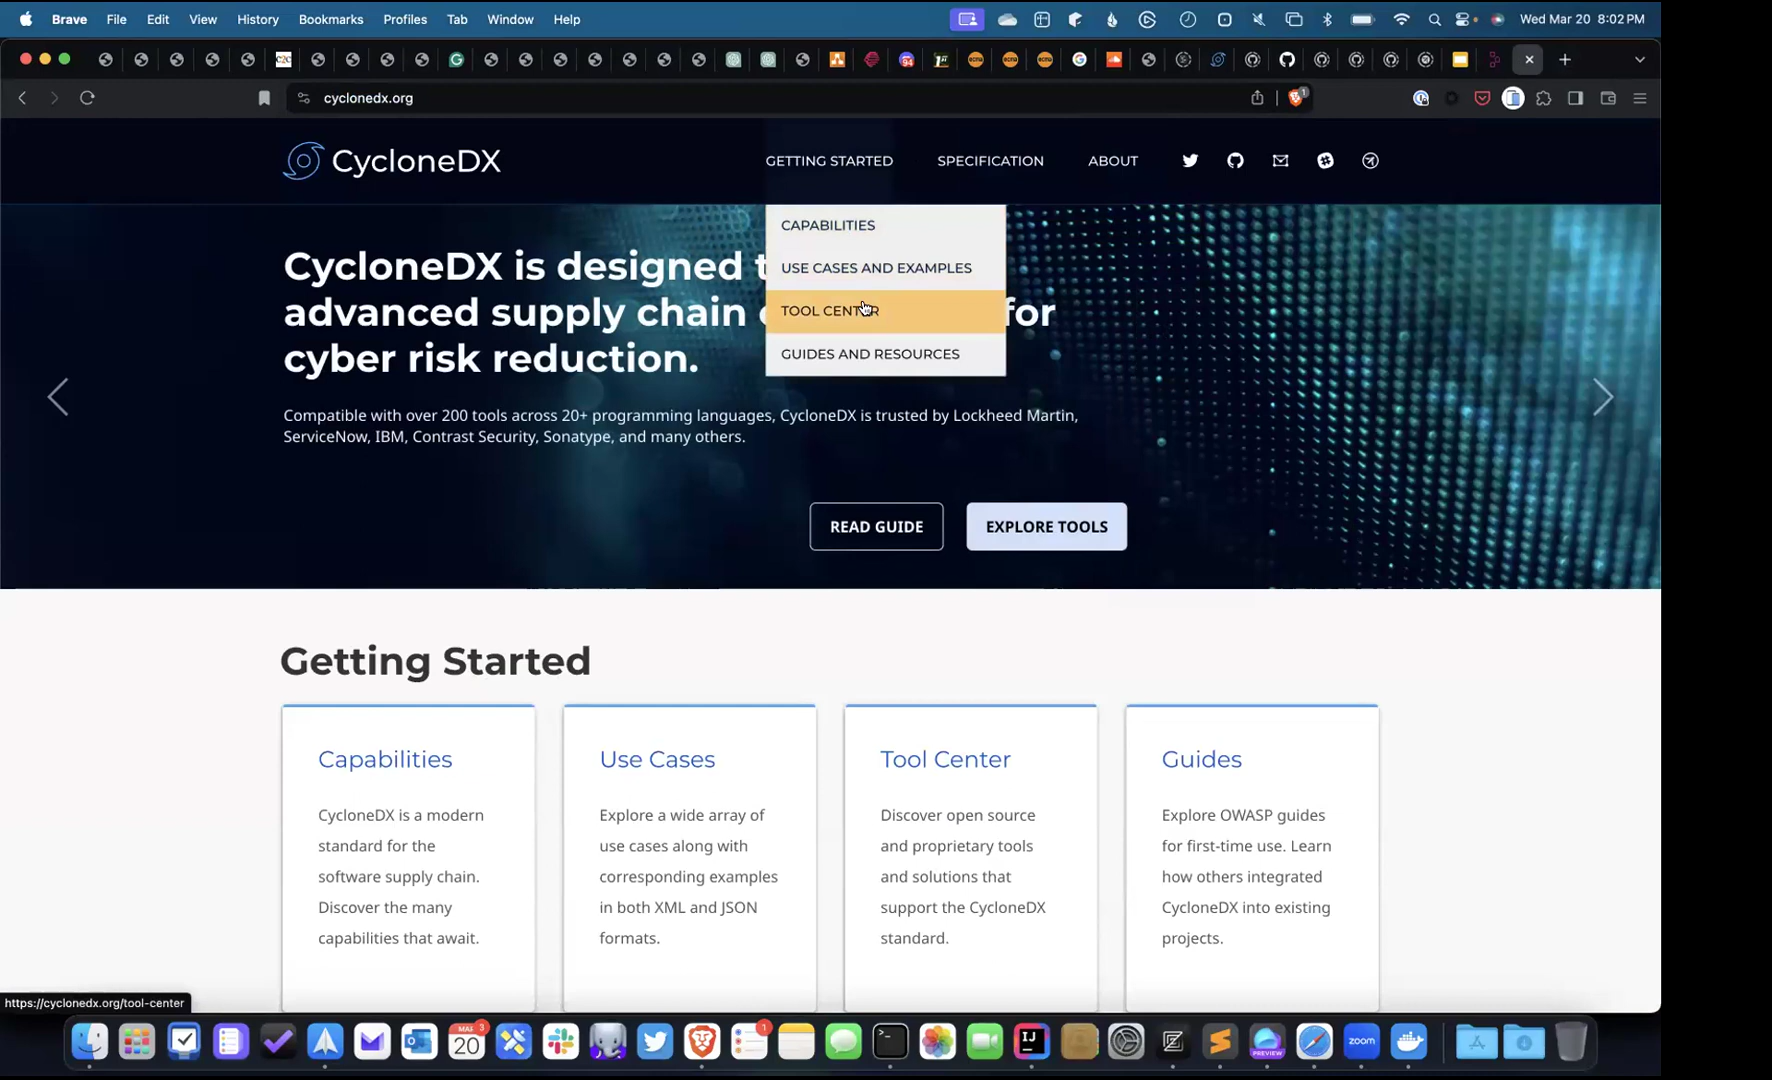 Brave File Edit View History Bookmarks Profiles Tab Window Help Wed Mar 20 8:02 PM
cyclonedx.org
CycloneDX
GETTING STARTED SPECIFICATION ABOUT
CAPABILITIES
USE CASES AND EXAMPLES
TOOL CENTER
GUIDES AND RESOURCES
CycloneDX is designed
advanced supply chain for
cyber risk reduction.
Compatible with over 200 tools across 20+ programming languages, CycloneDX is trusted by Lockheed Martin,
ServiceNow, IBM, Contrast Security, Sonatype, and many others.
READ GUIDE EXPLORE TOOLS
Getting Started
Capabilities
CycloneDX is a modern
standard for the
software supply chain.
Discover the many
capabilities that await.
Use Cases
Explore a wide array of
use cases along with
corresponding examples
in both XML and JSON
formats.
Tool Center
Discover open source
and proprietary tools
and solutions that
support the CycloneDX
standard.
Guides
Explore OWASP guides
for first-time use. Learn
how others integrated
CycloneDX into existing
projects.
https://cyclonedx.org/tool-center
MAR 3
20
1
IJ
PREVIEW
zoom